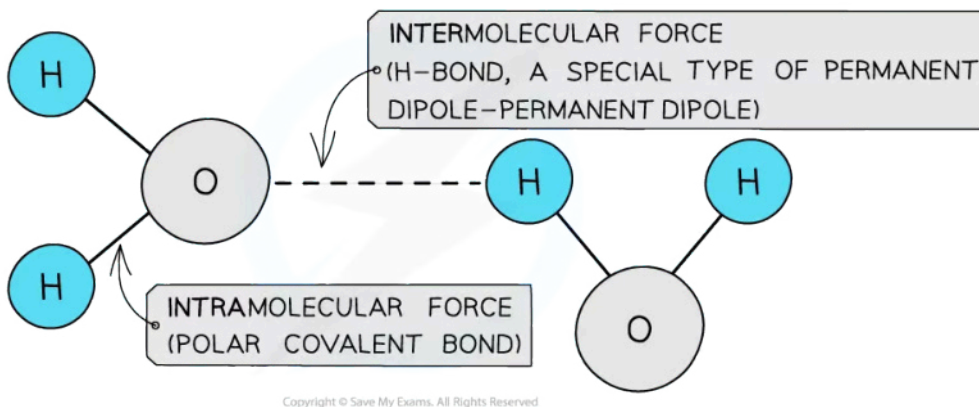 INTERMOLECULAR FORCE
(H-BOND, A SPECIAL TYPE OF PERMANENT
DIPOLE-PERMANENT DIPOLE)
H
O
H
H
H
O
INTRAMOLECULAR FORCE
(POLAR COVALENT BOND)
Copyright © Save My Exams. All Rights Reserved